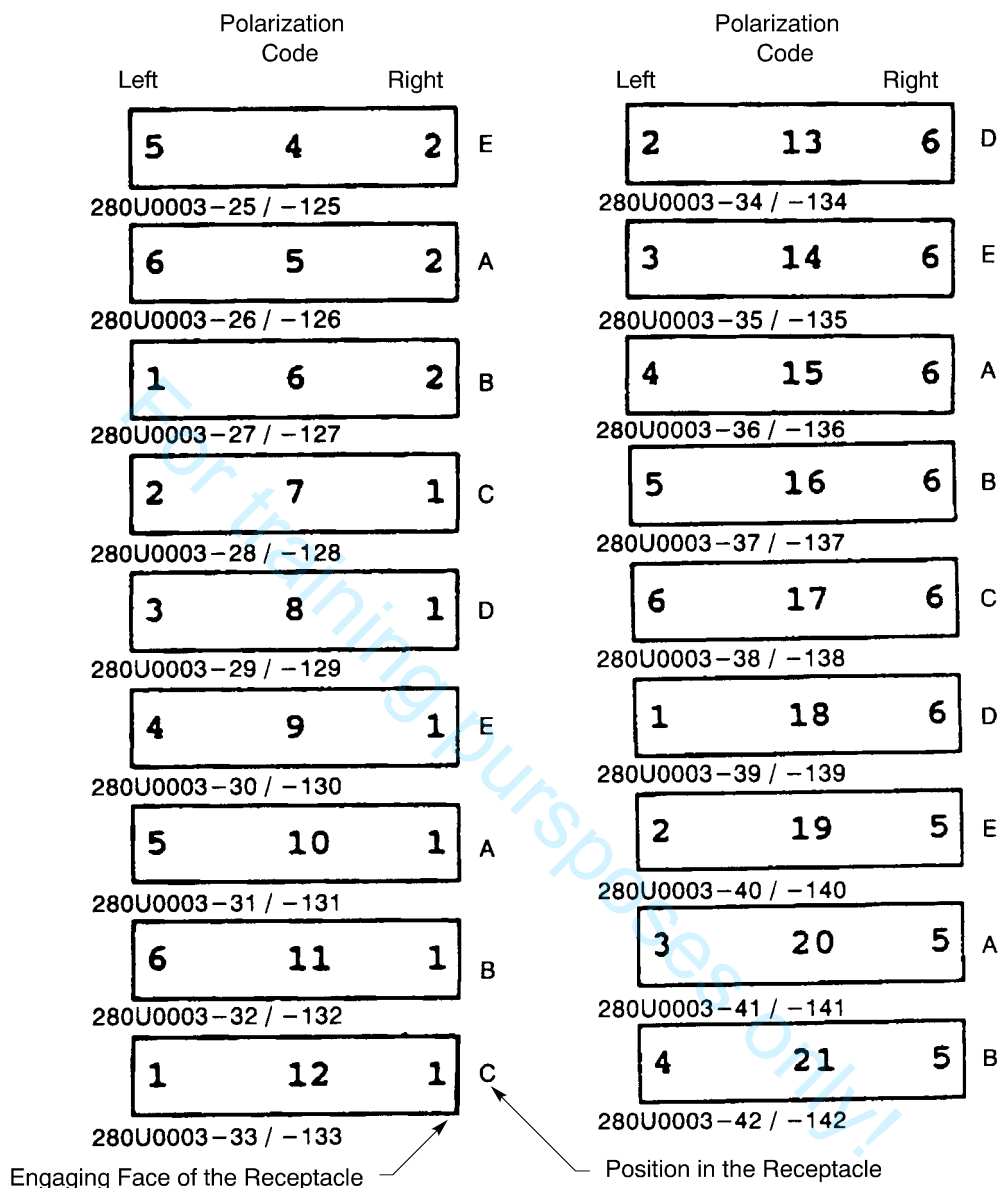 Polarization
Code
Left Right
5 4 2 E
280U0003-25 / -125
6 5 2 A
280U0003-26 / -126
1 6 2 B
280U0003-27 / -127
2 7 1 C
280U0003-28 / -128
3 8 1 D
280U0003-29 / -129
4 9 1 E
280U0003-30 / -130
5 10 1 A
280U0003-31 / -131
6 11 1 B
280U0003-32 / -132
1 12 1 C
280U0003-33 / -133
Engaging Face of the Receptacle
Polarization
Code
Left Right
2 13 6 D
280U0003-34 / -134
3 14 6 E
280U0003-35 / -135
4 15 6 A
280U0003-36 / -136
5 16 6 B
280U0003-37 / -137
6 17 6 C
280U0003-38 / -138
1 18 6 D
280U0003-39 / -139
2 19 5 E
280U0003-40 / -140
3 20 5 A
280U0003-41 / -141
4 21 5 B
280U0003-42 / -142
Position in the Receptacle
For training purposes only!